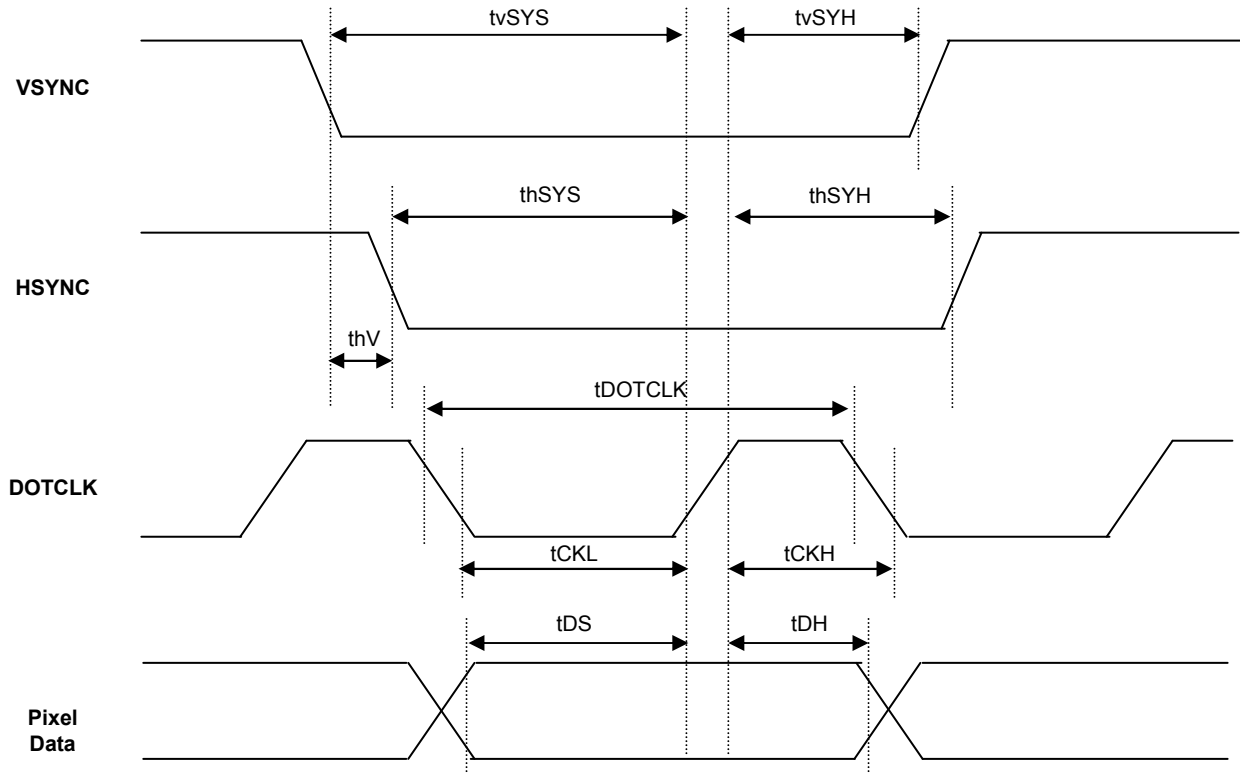 tvSYS
tvSYH
VSYNC
thSYS
thSYH
HSYNC
thV
tDOTCLK
DOTCLK
tCKL
tCKH
tDS
tDH
Pixel
Data